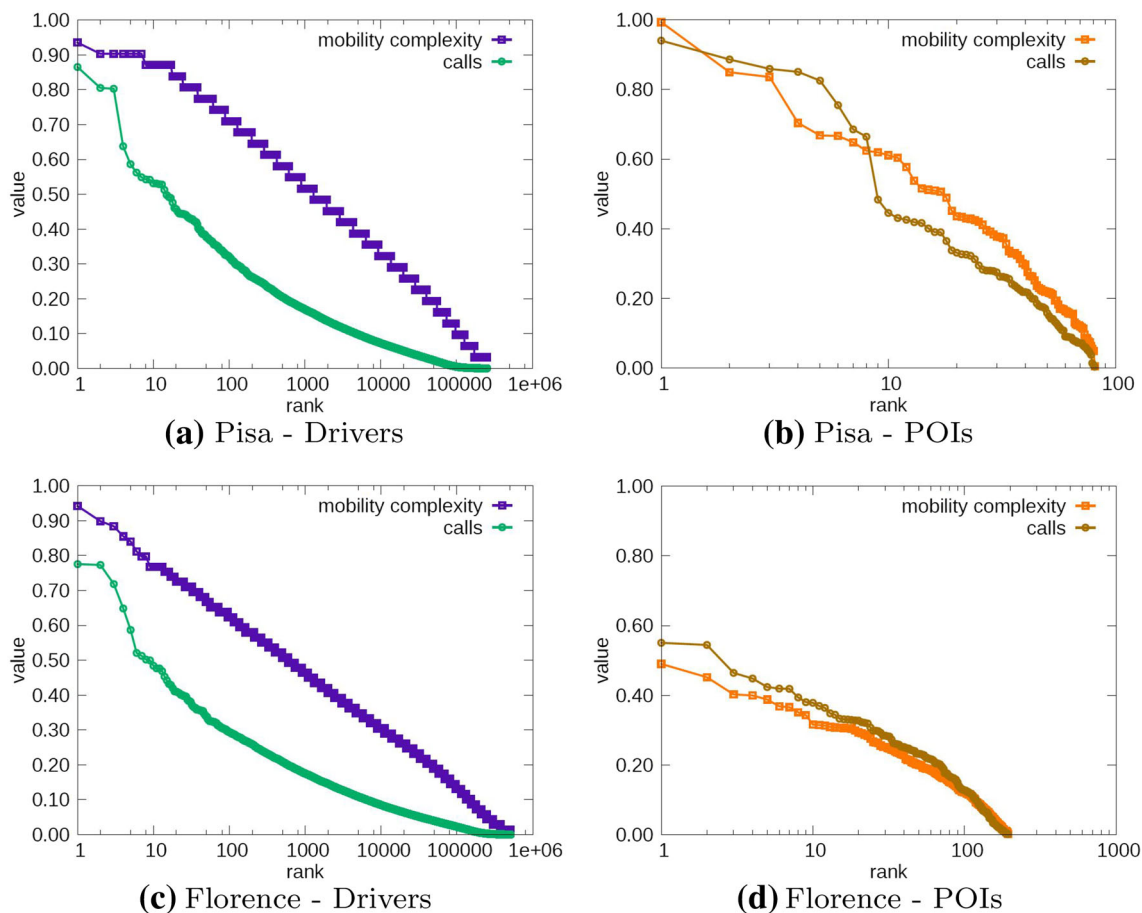 1.00
0.90
0.80
0.70
0.60
0.50
0.40
0.30
0.20
0.10
0.00
value
mobility complexity
calls
1 10 100 1000 10000 100000 1e+06
rank
(a) Pisa - Drivers
1.00
0.80
0.60
0.40
0.20
0.00
value
mobility complexity
calls
1 10 100
rank
(b) Pisa - POIs
1.00
0.90
0.80
0.70
0.60
0.50
0.40
0.30
0.20
0.10
0.00
value
mobility complexity
calls
1 10 100 1000 10000 100000 1e+06
rank
(c) Florence - Drivers
1.00
0.80
0.60
0.40
0.20
0.00
value
mobility complexity
calls
1 10 100 1000
rank
(d) Florence - POIs